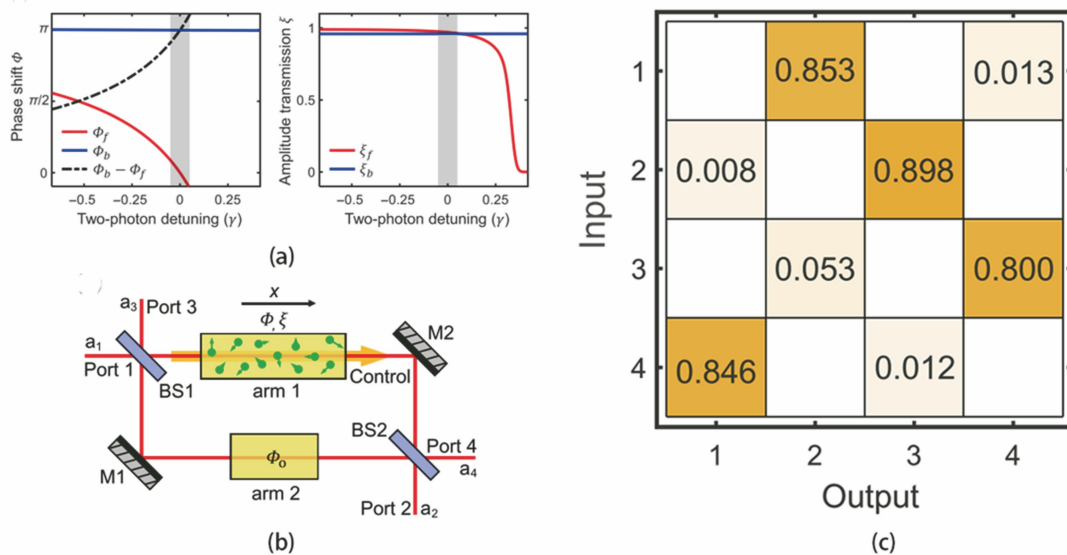 π
π/2
0
Phase shift Φ
Φf
Φb
Φb − Φf
−0.5 −0.25 0 0.25
Two-photon detuning (γ)
1
0.5
0
Amplitude transmission ξ
ξf
ξb
−0.5 −0.25 0 0.25
Two-photon detuning (γ)
(a)
a3 Port 3
x
Φ, ξ
M2
a1
Port 1
BS1
Control
arm 1
BS2
Port 4
a4
M1
Φo
arm 2
Port 2
a2
(b)
Input
1 0.853 0.013
2 0.008 0.898
3 0.053 0.800
4 0.846 0.012
1 2 3 4
Output
(c)